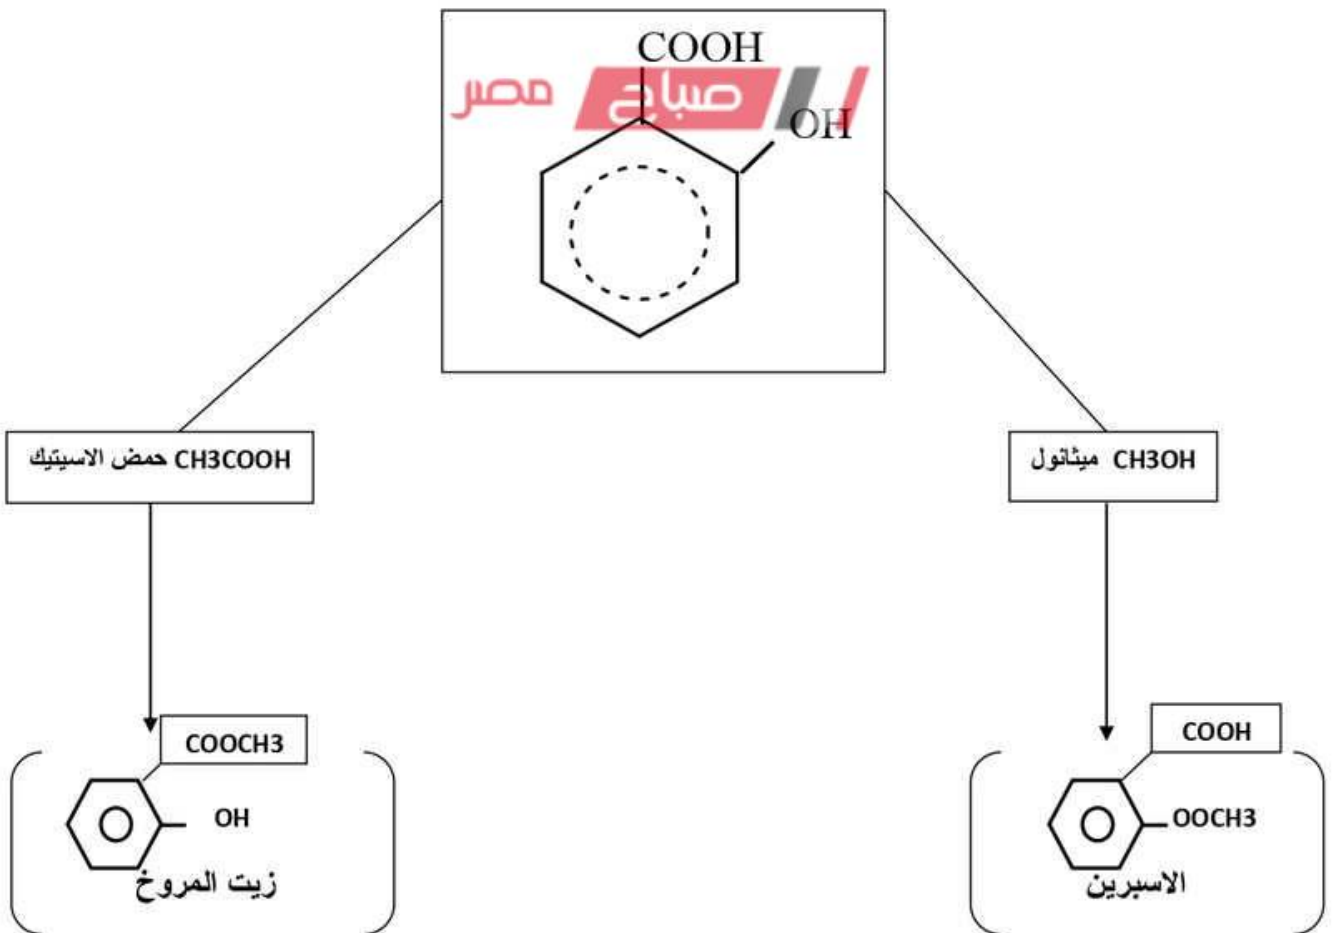 COOH
صباح مصر
OH
حمض الاسيتيك CH3COOH
CH3OH ميثانول
COOCH3
OH
زيت المروخ
COOH
OOCH3
الاسبرين